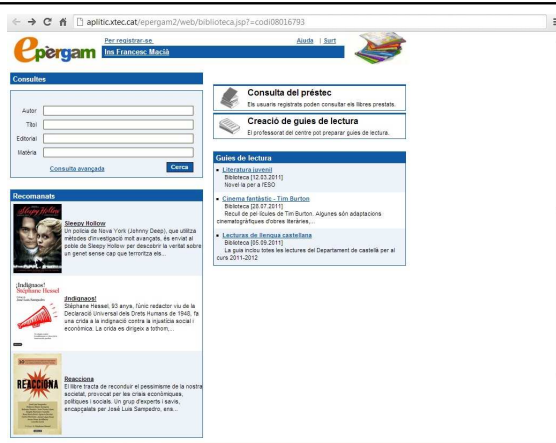 aplitic.xtec.cat/epergam2/web/biblioteca.jsp?=codi08016793
epèrgam
Per registrar-se
Ajuda | Surt
Ins Francesc Macià
Consultes
Autor
Títol
Editorial
Matèria
Consulta avançada
Cerca
Recomanats
Sleepy Hollow
Un policia de Nova York (Johnny Deep), que utilitza
mètodes d'investigació molt avançats, és enviat al
poble de Sleepy Hollow per descobrir la veritat sobre
un genet sense cap que terroritza els...
¡Indignaos!
Stéphane Hessel
¡Indignaos!
Stéphane Hessel, 93 anys, l'únic redactor viu de la
Declaració Universal dels Drets Humans de 1948, fa
una crida a la indignació contra la injustícia social i
econòmica. La crida es dirigeix a tothom,...
REACCIONA
Reacciona
El llibre tracta de reconduir el pessimisme de la nostra
societat, provocat per les crisis econòmiques,
polítiques i socials. Un grup d'experts i savis,
encapçalats per José Luis Sampedro, ens...
Consulta del préstec
Els usuaris registrats poden consultar els llibres prestats.
Creació de guies de lectura
El professorat del centre pot preparar guies de lectura.
Guies de lectura
Literatura juvenil
Biblioteca [12.03.2011]
Novel·la per a l'ESO
Cinema fantàstic - Tim Burton
Biblioteca [28.07.2011]
Recull de pel·lícules de Tim Burton. Algunes són adaptacions
cinematogràfiques d'obres literàries,...
Lecturas de llengua castellana
Biblioteca [05.09.2011]
La guia inclou totes les lectures del Departament de castellà per al
curs 2011-2012